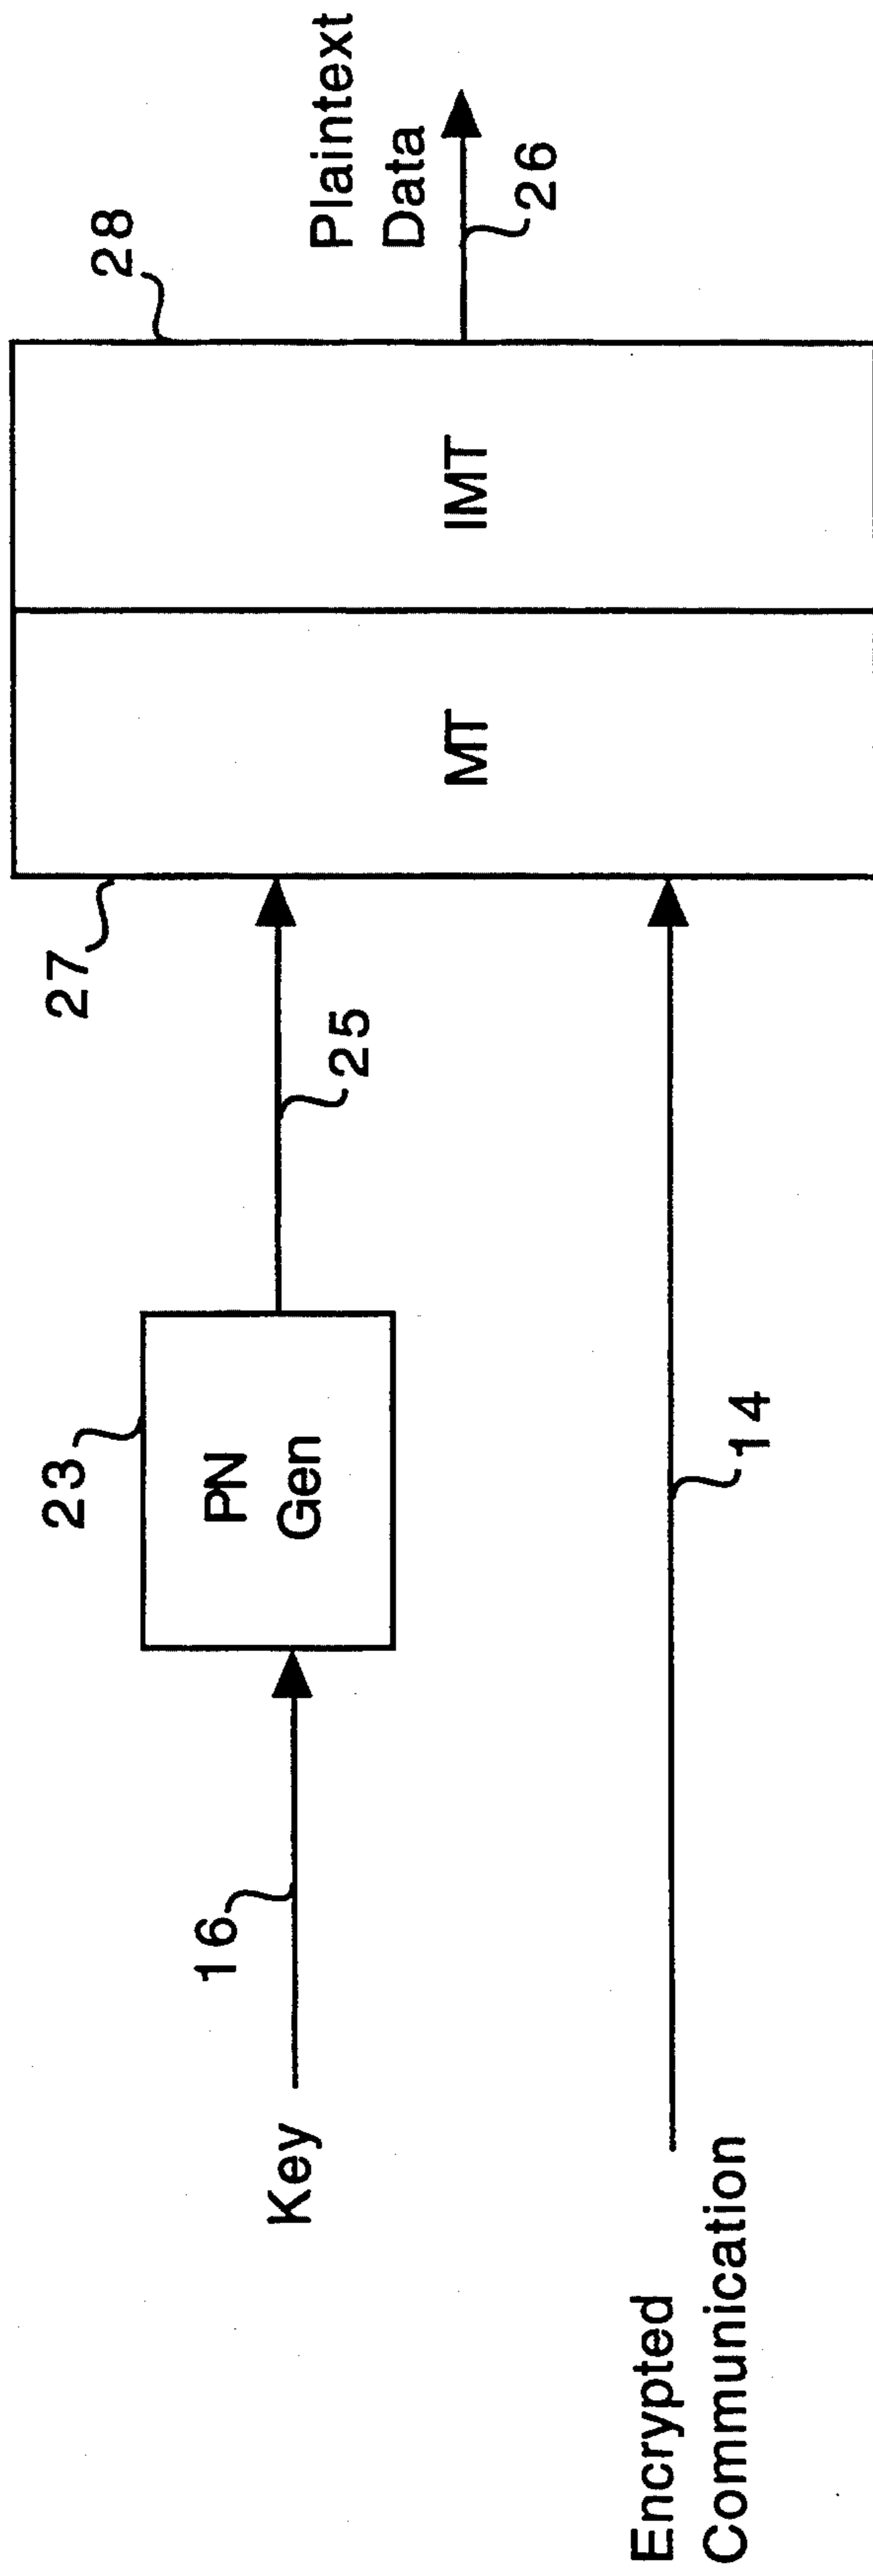 28
Plaintext
Data
26
IMT
MT
27
25
23
PN
Gen
16
14
Key
Encrypted
Communication